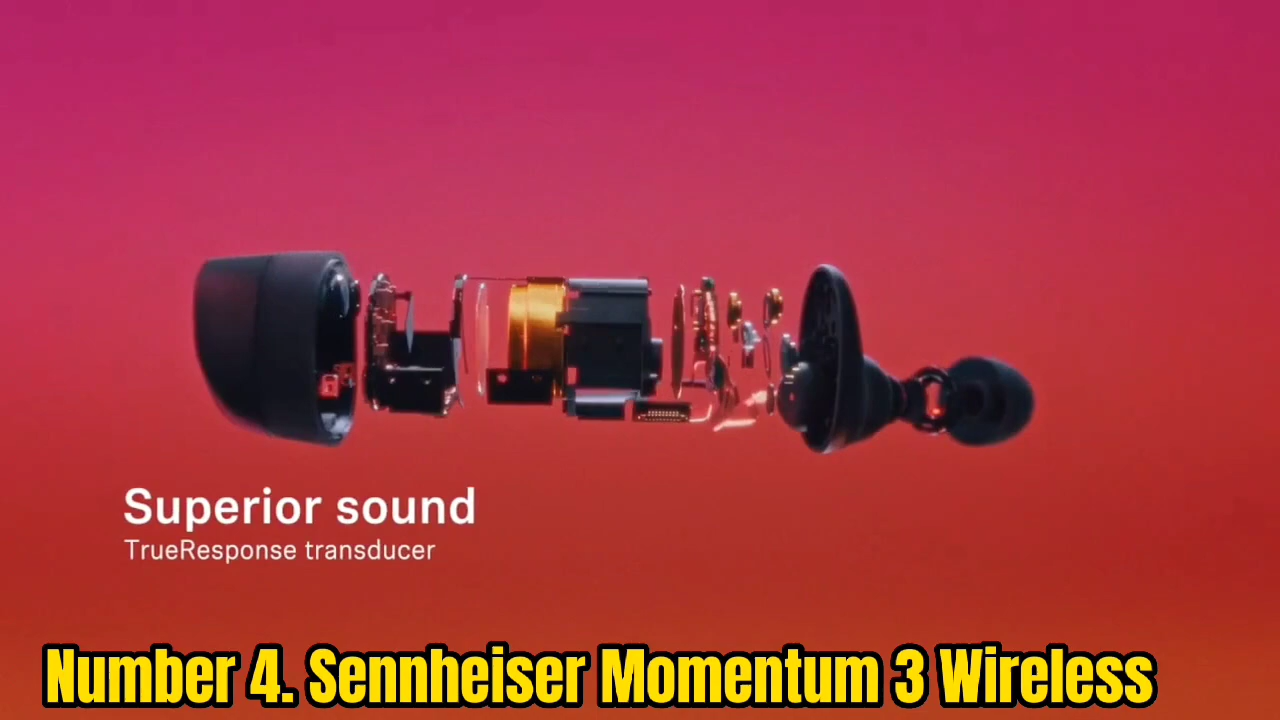 Superior sound
TrueResponse transducer
Number 4. Sennheiser Momentum 3 Wireless